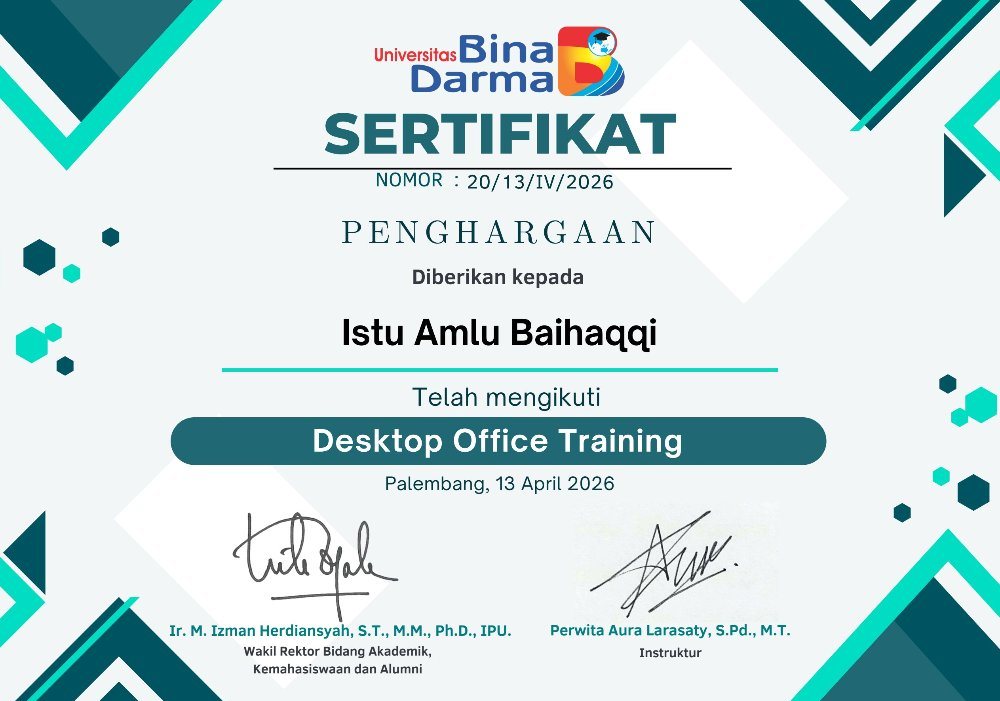 Universitas Bina Darma
SERTIFIKAT
NOMOR : 20/13/IV/2026
PENGHARGAAN
Diberikan kepada
Istu Amlu Baihaqqi
Telah mengikuti
Desktop Office Training
Palembang, 13 April 2026
Ir. M. Izman Herdiansyah, S.T., M.M., Ph.D., IPU.
Wakil Rektor Bidang Akademik,
Kemahasiswaan dan Alumni
Perwita Aura Larasaty, S.Pd., M.T.
Instruktur